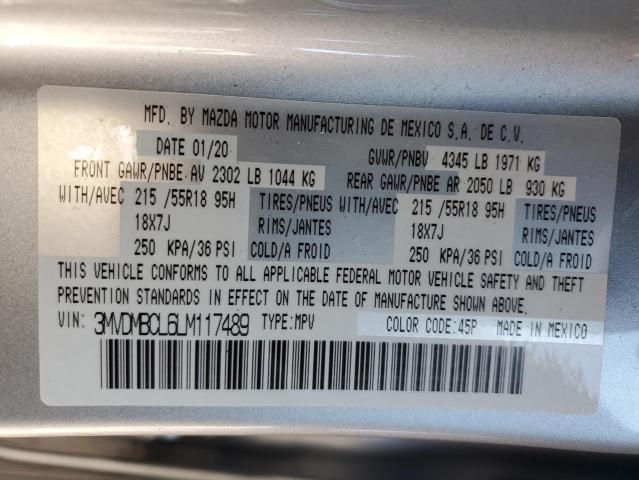 MFD. BY MAZDA MOTOR MANUFACTURING DE MEXICO S.A. DE C.V.
DATE 01/20 GVWR/PNBV 4345 LB 1971 KG
FRONT GAWR/PNBE AV 2302 LB 1044 KG REAR GAWR/PNBE AR 2050 LB 930 KG
WITH/AVEC 215 /55R18 95H TIRES/PNEUS WITH/AVEC 215 /55R18 95H TIRES/PNEUS
18X7J RIMS/JANTES 18X7J RIMS/JANTES
250 KPA/36 PSI COLD/A FROID 250 KPA/36 PSI COLD/A FROID
THIS VEHICLE CONFORMS TO ALL APPLICABLE FEDERAL MOTOR VEHICLE SAFETY AND THEFT
PREVENTION STANDARDS IN EFFECT ON THE DATE OF MANUFACTURE SHOWN ABOVE.
VIN: 3MVDMBCL6LM117489 TYPE:MPV COLOR CODE:45P MADE IN MEXICO